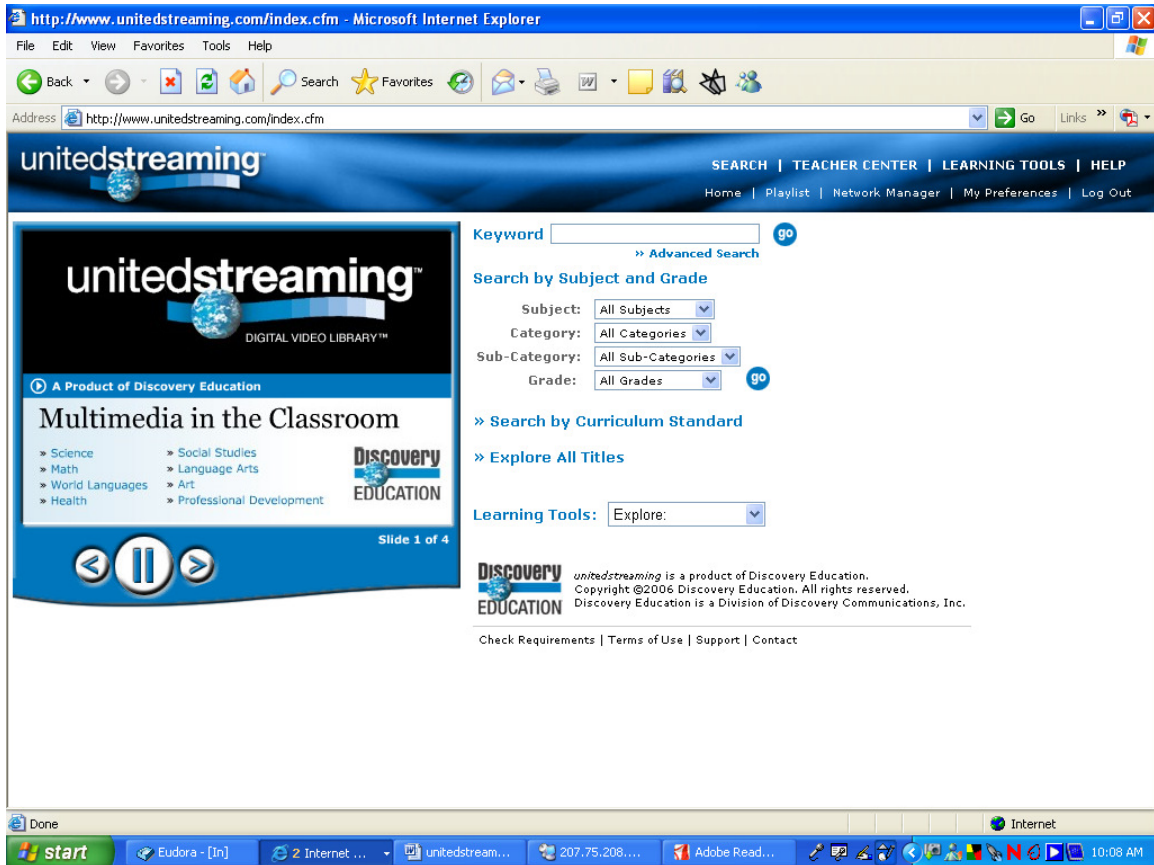 http://www.unitedstreaming.com/index.cfm - Microsoft Internet Explorer
File Edit View Favorites Tools Help
Back Search Favorites
Address http://www.unitedstreaming.com/index.cfm Go Links »
unitedstreaming
SEARCH | TEACHER CENTER | LEARNING TOOLS | HELP
Home | Playlist | Network Manager | My Preferences | Log Out
unitedstreaming™
DIGITAL VIDEO LIBRARY™
A Product of Discovery Education
Multimedia in the Classroom
» Science » Social Studies
» Math » Language Arts
» World Languages » Art
» Health » Professional Development
DISCOVERY
EDUCATION
Slide 1 of 4
Keyword go
» Advanced Search
Search by Subject and Grade
Subject: All Subjects
Category: All Categories
Sub-Category: All Sub-Categories
Grade: All Grades go
» Search by Curriculum Standard
» Explore All Titles
Learning Tools: Explore:
DISCOVERY
EDUCATION
unitedstreaming is a product of Discovery Education.
Copyright ©2006 Discovery Education. All rights reserved.
Discovery Education is a Division of Discovery Communications, Inc.
Check Requirements | Terms of Use | Support | Contact
Done Internet
start Eudora - [In] 2 Internet ... unitedstream... 207.75.208.... Adobe Read... 10:08 AM